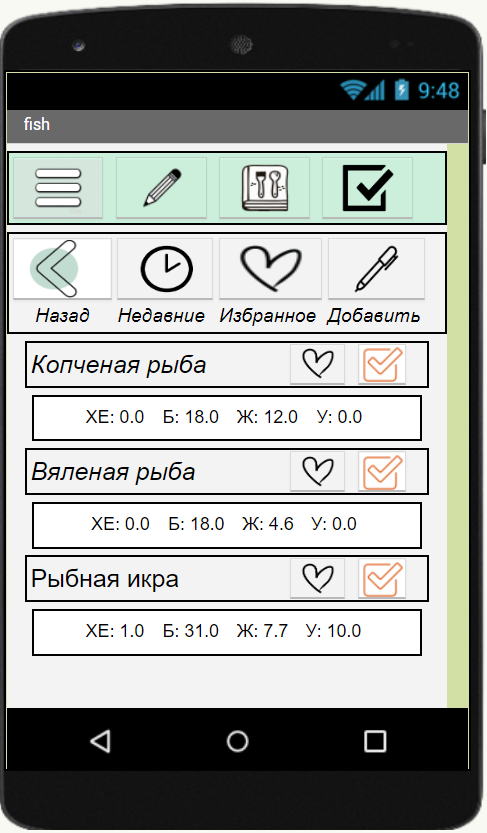 9:48
fish
Назад Недавние Избранное Добавить
Копченая рыба
ХЕ: 0.0 Б: 18.0 Ж: 12.0 У: 0.0
Вяленая рыба
ХЕ: 0.0 Б: 18.0 Ж: 4.6 У: 0.0
Рыбная икра
ХЕ: 1.0 Б: 31.0 Ж: 7.7 У: 10.0